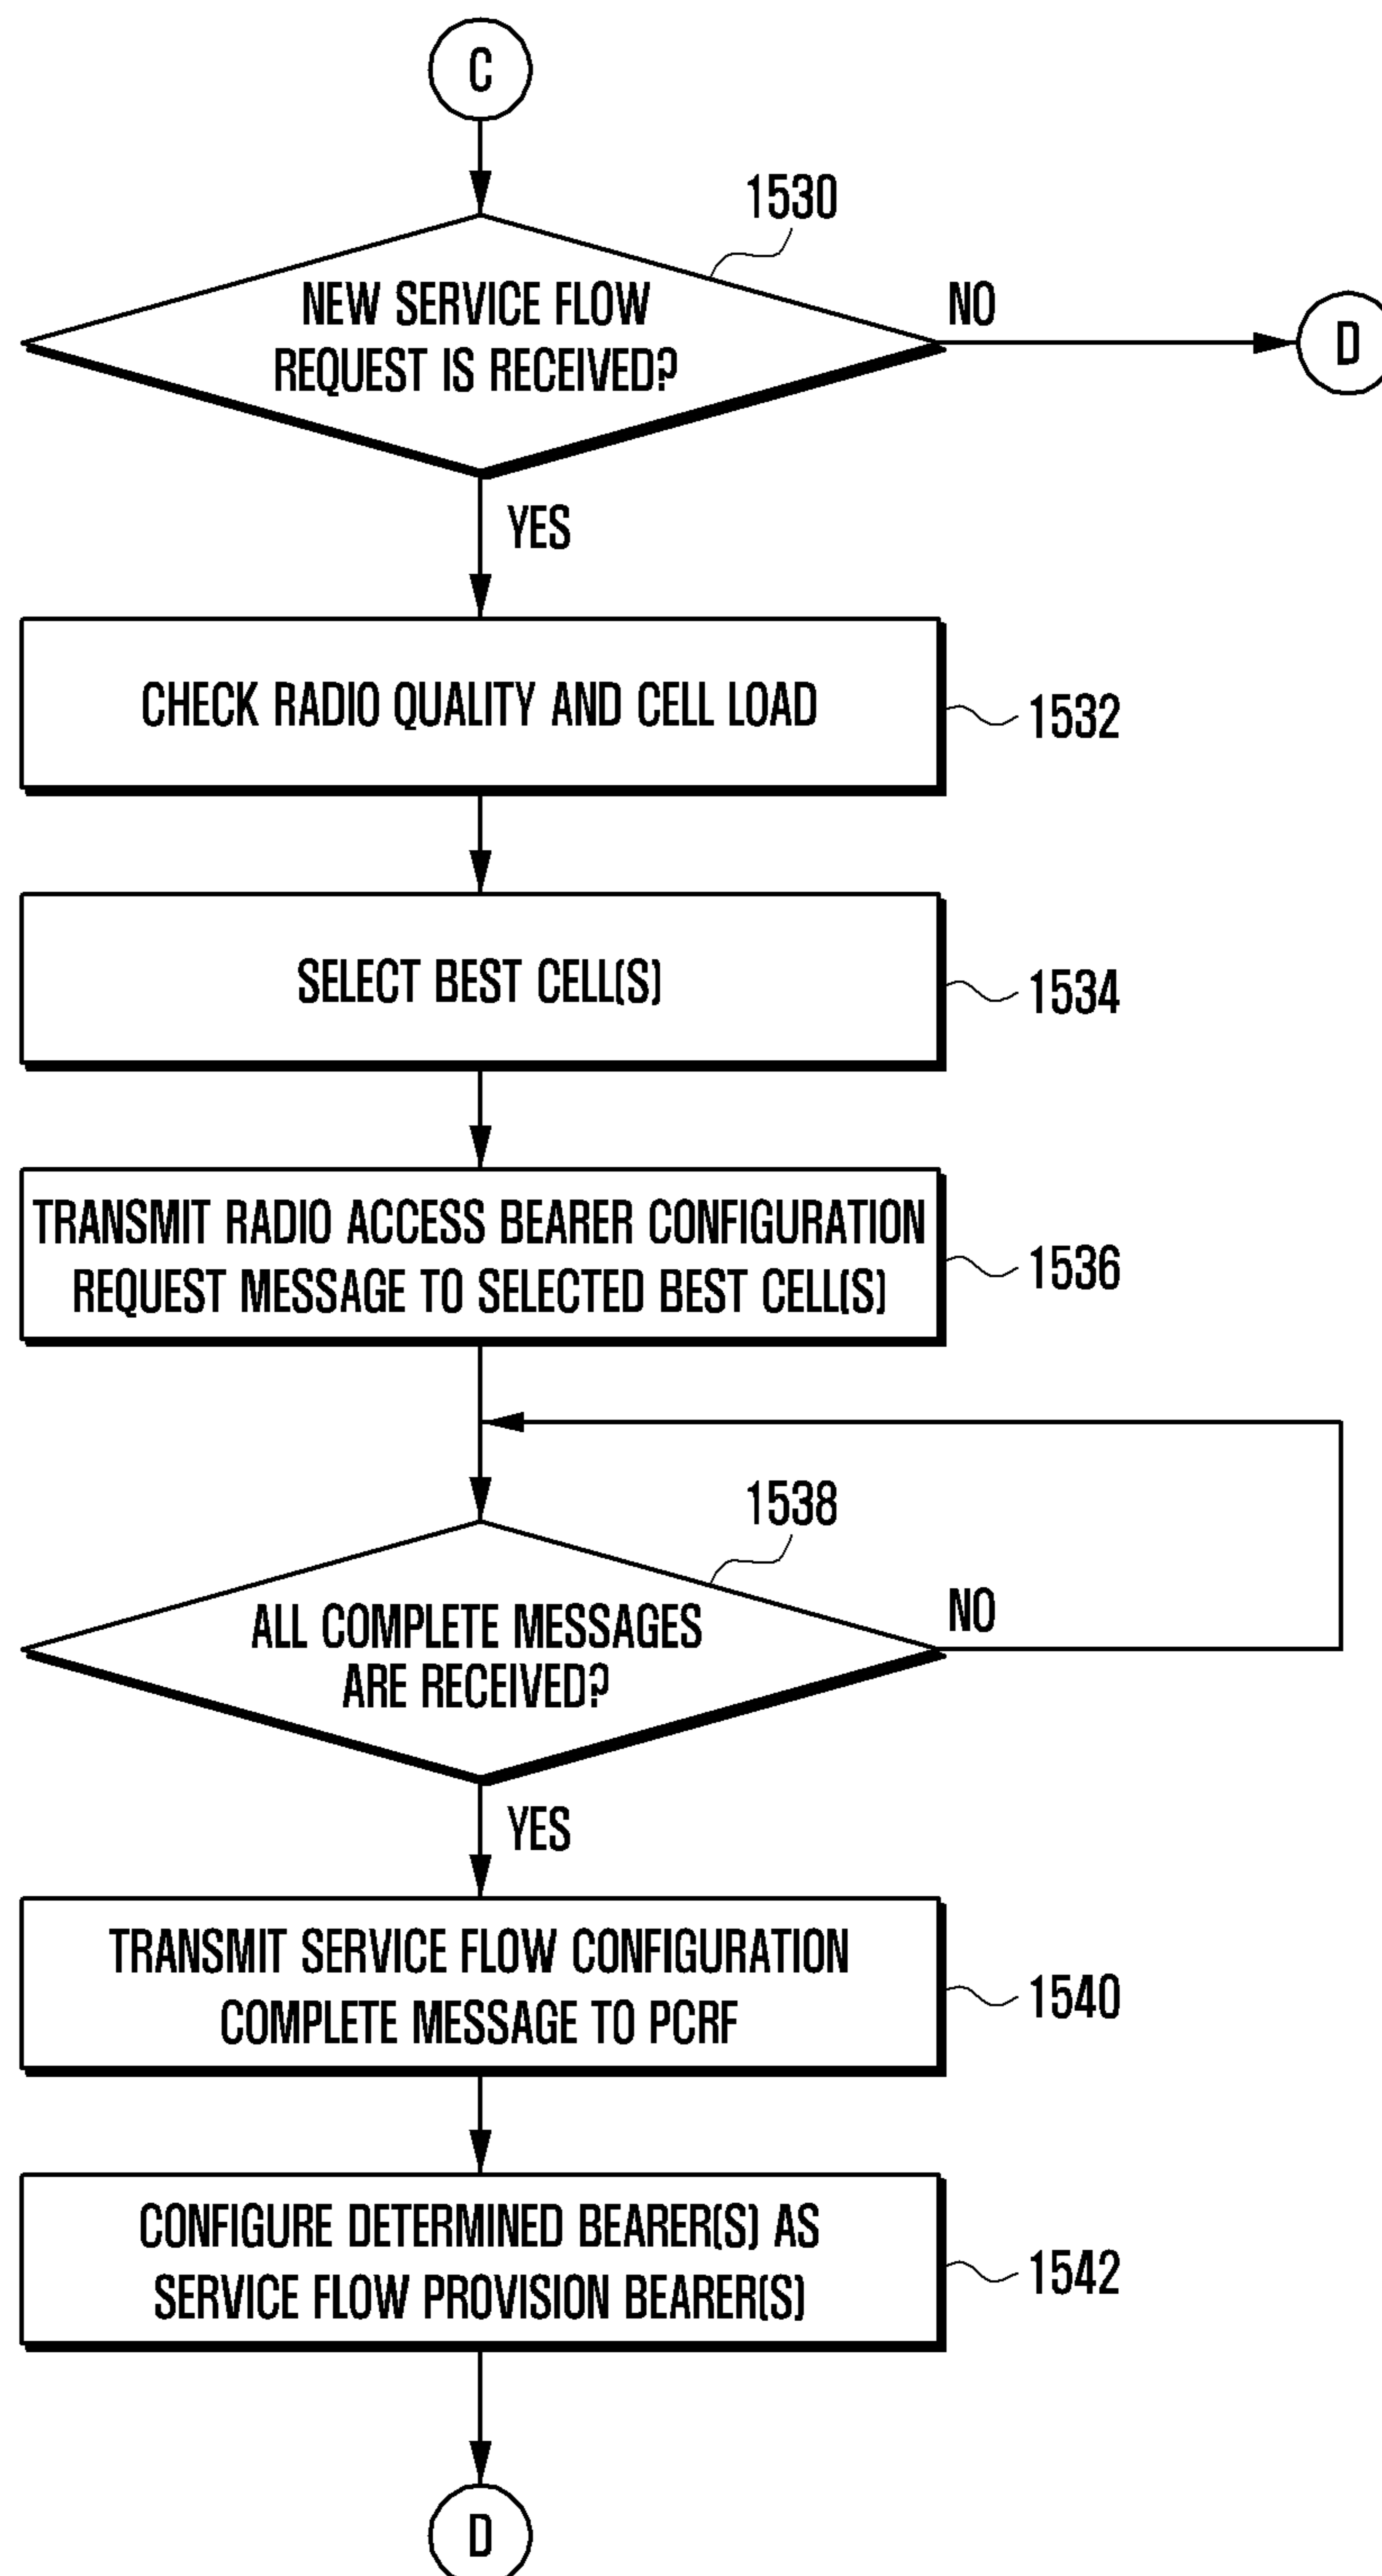 C
1530
NEW SERVICE FLOW
REQUEST IS RECEIVED?
NO
D
YES
CHECK RADIO QUALITY AND CELL LOAD
1532
SELECT BEST CELL(S)
1534
TRANSMIT RADIO ACCESS BEARER CONFIGURATION
REQUEST MESSAGE TO SELECTED BEST CELL(S)
1536
1538
ALL COMPLETE MESSAGES
ARE RECEIVED?
NO
YES
TRANSMIT SERVICE FLOW CONFIGURATION
COMPLETE MESSAGE TO PCRF
1540
CONFIGURE DETERMINED BEARER(S) AS
SERVICE FLOW PROVISION BEARER(S)
1542
D